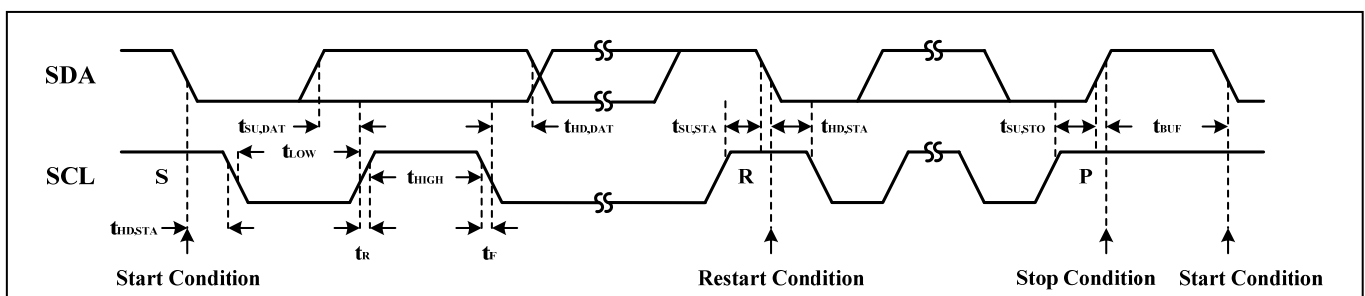 SDA
tSU,DAT tHD,DAT tSU,STA tHD,STA tSU,STO tBUF
tLOW
SCL S tHIGH R P
tHD,STA
tR tF
Start Condition Restart Condition Stop Condition Start Condition